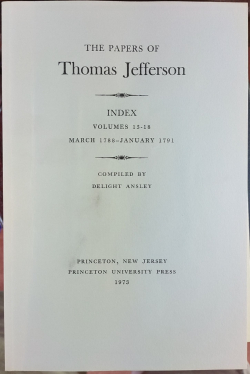 THE PAPERS OF
Thomas Jefferson
INDEX
VOLUMES 13-18
MARCH 1788–JANUARY 1791
COMPILED BY
DELIGHT ANSLEY
PRINCETON, NEW JERSEY
PRINCETON UNIVERSITY PRESS
1973